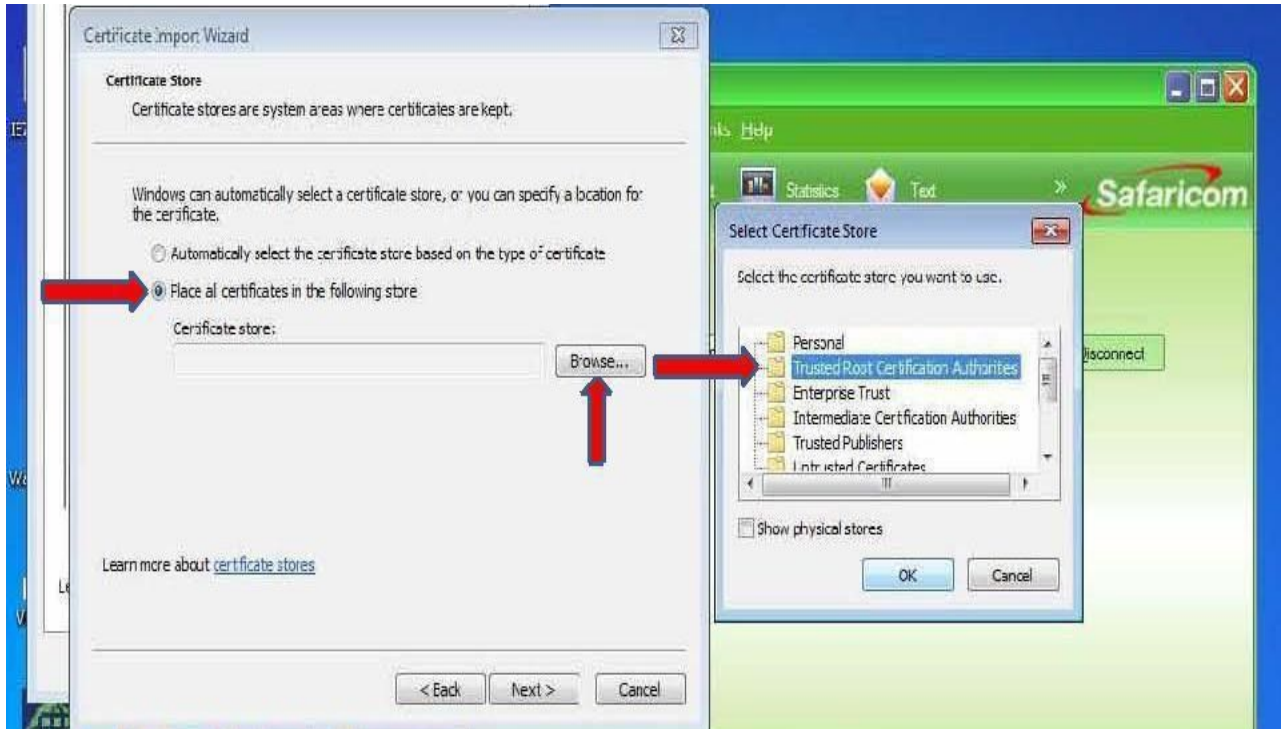 Certificate Import Wizard
Certificate Store
Certificate stores are system areas where certificates are kept.
Windows can automatically select a certificate store, or you can specify a location for
the certificate.
Automatically select the certificate store based on the type of certificate
Place all certificates in the following store
Certificate store:
Browse...
Learn more about certificate stores
< Back
Next >
Cancel
Help
Statistics
Text
»
Safaricom
Select Certificate Store
Select the certificate store you want to use.
Personal
Trusted Root Certification Authorities
Enterprise Trust
Intermediate Certification Authorities
Trusted Publishers
Untrusted Certificates
Show physical stores
OK
Cancel
Disconnect